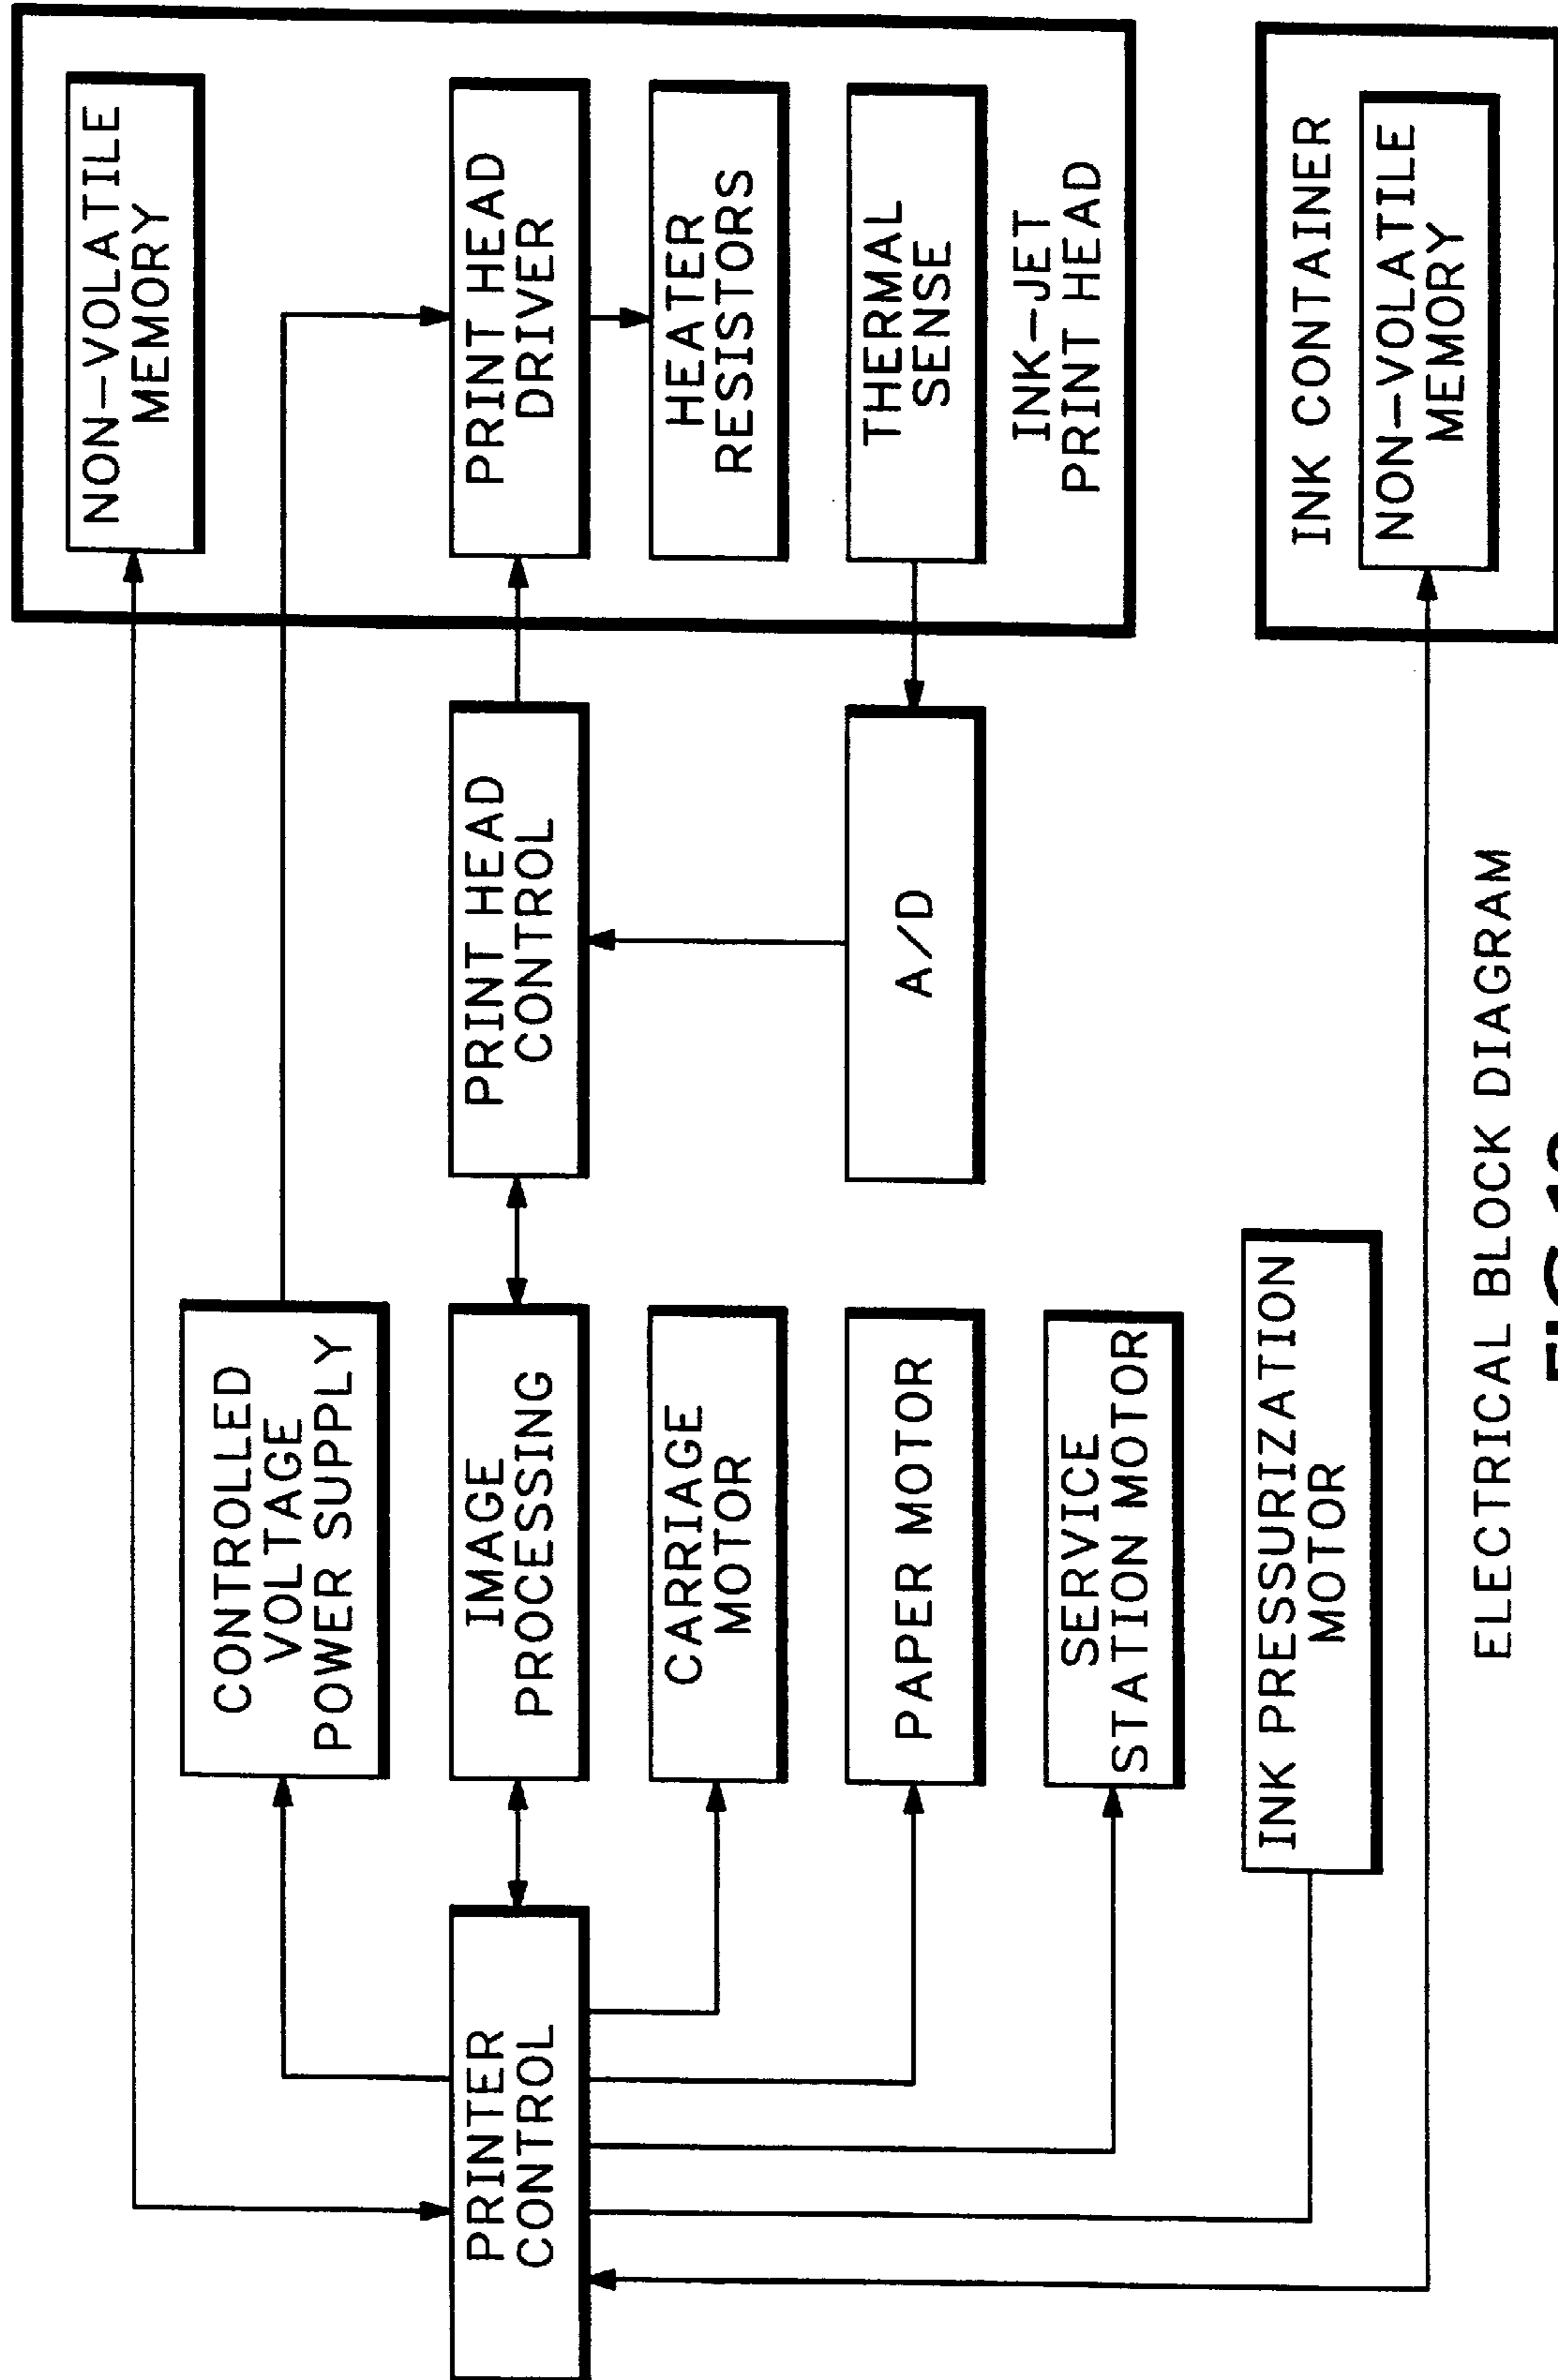 NON-VOLATILE
MEMORY
CONTROLLED
VOLTAGE
POWER SUPPLY
PRINTER
CONTROL
IMAGE
PROCESSING
PRINT HEAD
CONTROL
PRINT HEAD
DRIVER
CARRIAGE
MOTOR
HEATER
RESISTORS
PAPER MOTOR
A/D
THERMAL
SENSE
SERVICE
STATION MOTOR
INK-JET
PRINT HEAD
INK PRESSURIZATION
MOTOR
INK CONTAINER
NON-VOLATILE
MEMORY
ELECTRICAL BLOCK DIAGRAM